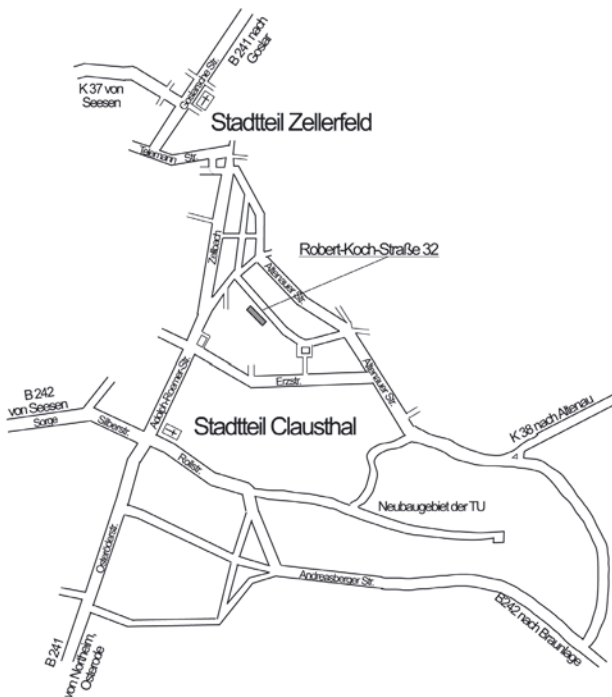 B 241 nach
Goslar
Goslarsche Str.
K 37 von
Seesen
Stadtteil Zellerfeld
Telemann Str.
Zellbach
Robert-Koch-Straße 32
Altenauer Str.
Altenauer Str.
Erzstr.
Adolph-Roemer-Str.
B 242
von Seesen
Sorge
Silberstr.
Stadtteil Clausthal
K 38 nach Altenau
Rollstr.
Neubaugebiet der TU
Osteröderstr.
Andreasberger Str.
B242 nach Braunlage
B 241
von Northeim,
Osterode